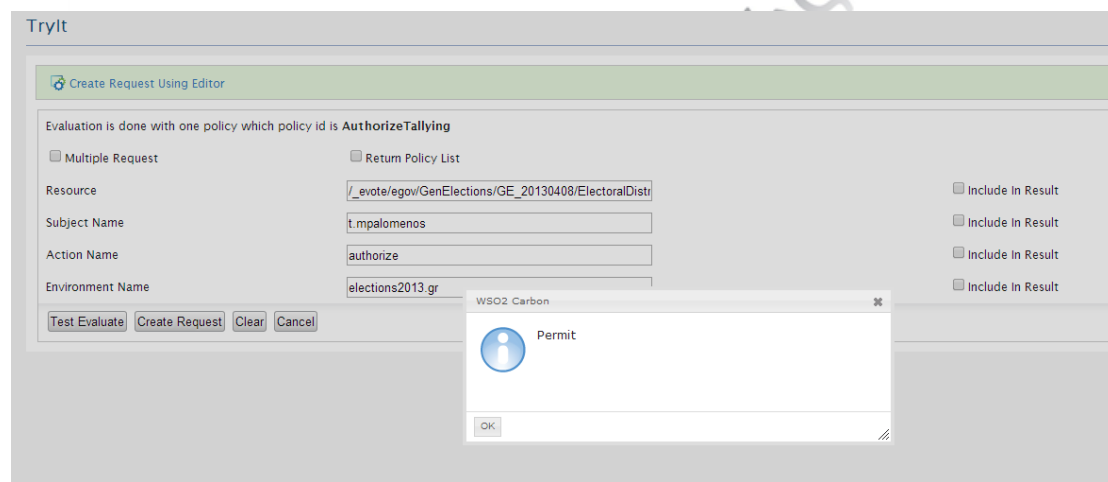 TryIt
Create Request Using Editor
Evaluation is done with one policy which policy id is AuthorizeTallying
Multiple Request Return Policy List
Resource /_evote/egov/GenElections/GE_20130408/ElectoralDistr Include In Result
Subject Name t.mpalomenos Include In Result
Action Name authorize Include In Result
Environment Name elections2013.gr Include In Result
Test Evaluate Create Request Clear Cancel
WSO2 Carbon
Permit
OK